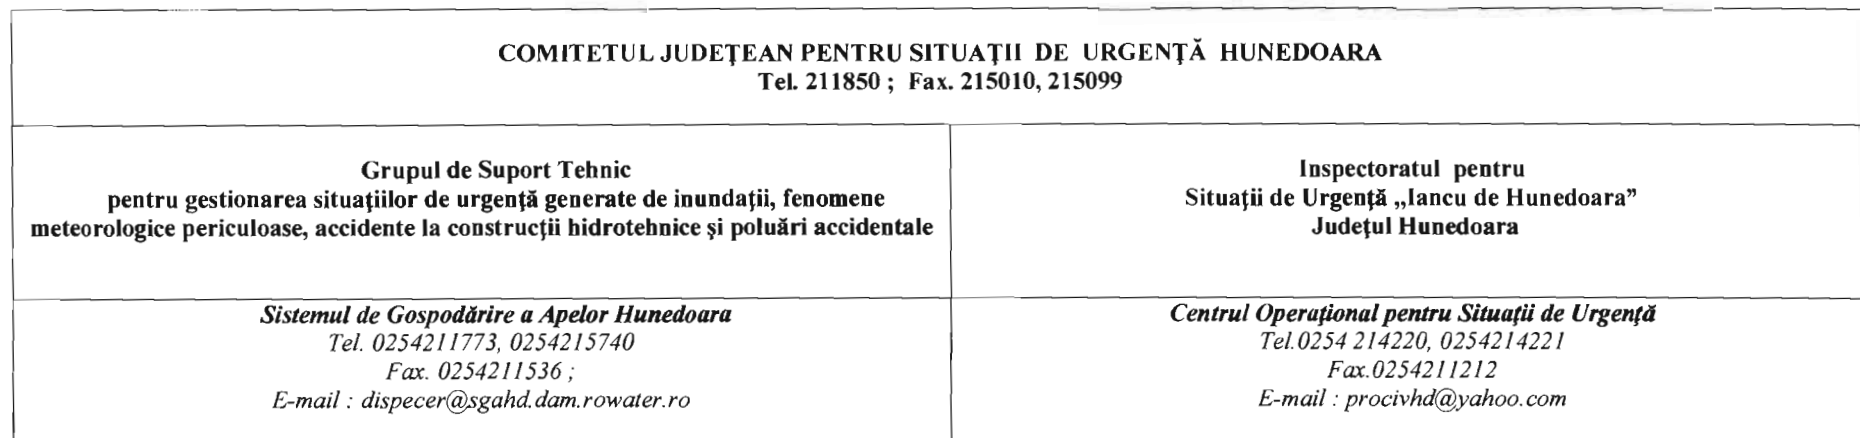 COMITETUL JUDEŢEAN PENTRU SITUAŢII DE URGENŢĂ HUNEDOARA
Tel. 211850 ; Fax. 215010, 215099
Grupul de Suport Tehnic
pentru gestionarea situaţiilor de urgenţă generate de inundaţii, fenomene
meteorologice periculoase, accidente la construcţii hidrotehnice şi poluări accidentale
Inspectoratul pentru
Situaţii de Urgenţă „Iancu de Hunedoara”
Judeţul Hunedoara
Sistemul de Gospodărire a Apelor Hunedoara
Tel. 0254211773, 0254215740
Fax. 0254211536 ;
E-mail : dispecer@sgahd.dam.rowater.ro
Centrul Operaţional pentru Situaţii de Urgenţă
Tel.0254 214220, 0254214221
Fax.0254211212
E-mail : procivhd@yahoo.com